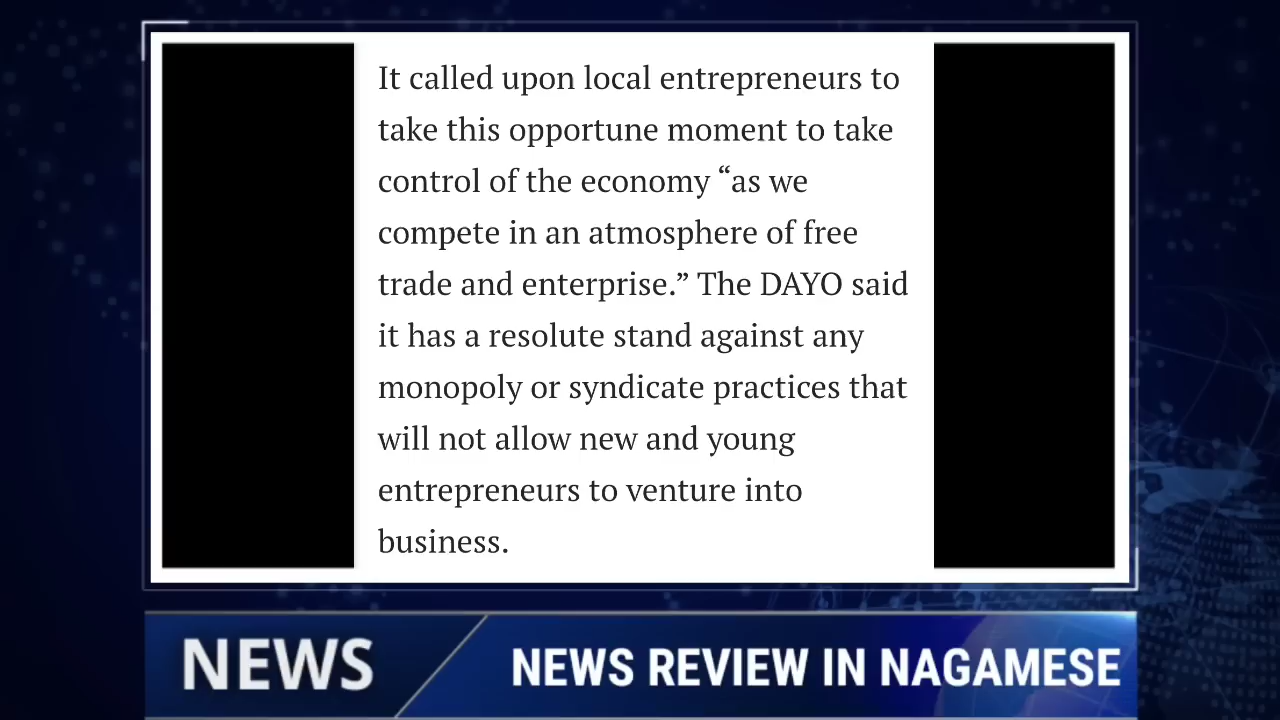 It called upon local entrepreneurs to
take this opportune moment to take
control of the economy “as we
compete in an atmosphere of free
trade and enterprise.” The DAYO said
it has a resolute stand against any
monopoly or syndicate practices that
will not allow new and young
entrepreneurs to venture into
business.
NEWS
NEWS REVIEW IN NAGAMESE